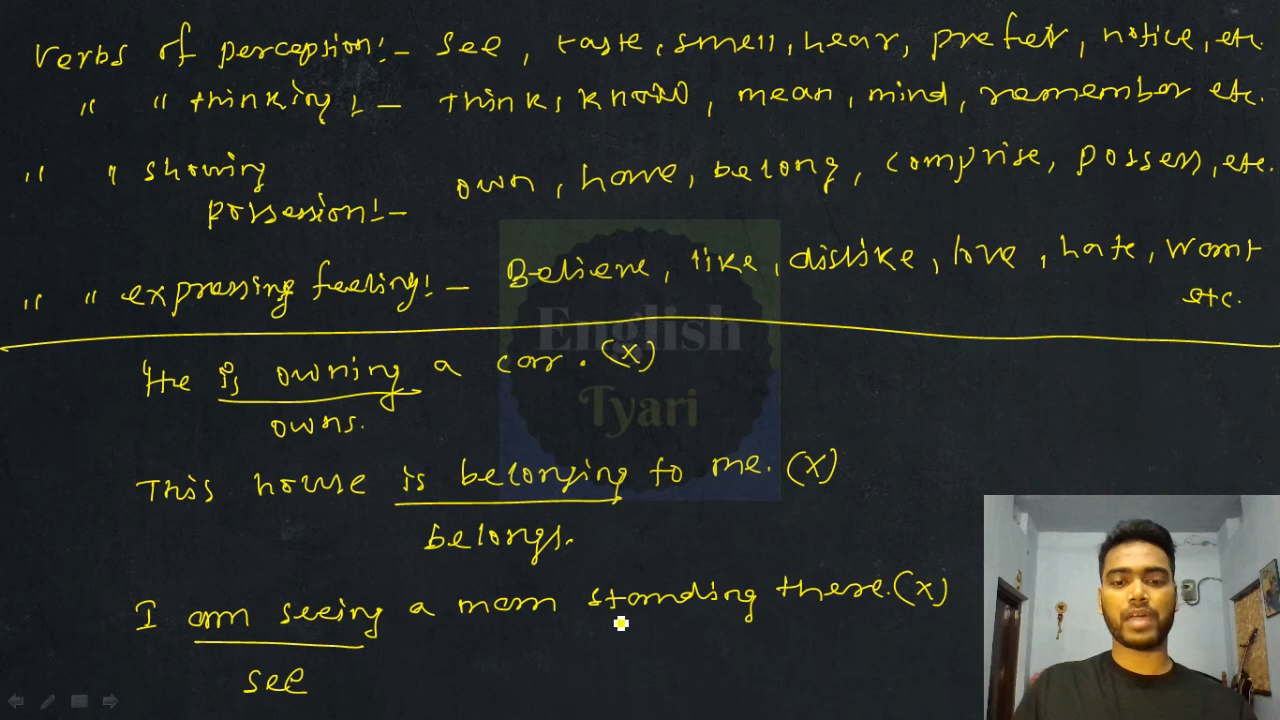 Verbs of perception:- see, taste, smell, hear, prefer, notice, etc.
" " thinking:- think, know, mean, mind, remember etc.
" " showing possession:- own, have, belong, comprise, possess, etc.
" " expressing feeling:- Believe, like, dislike, love, hate, want etc.
English
Tyari
He is owning a car. (x)
owns.
This house is belonging to me. (x)
belongs.
I am seeing a man standing there. (x)
see